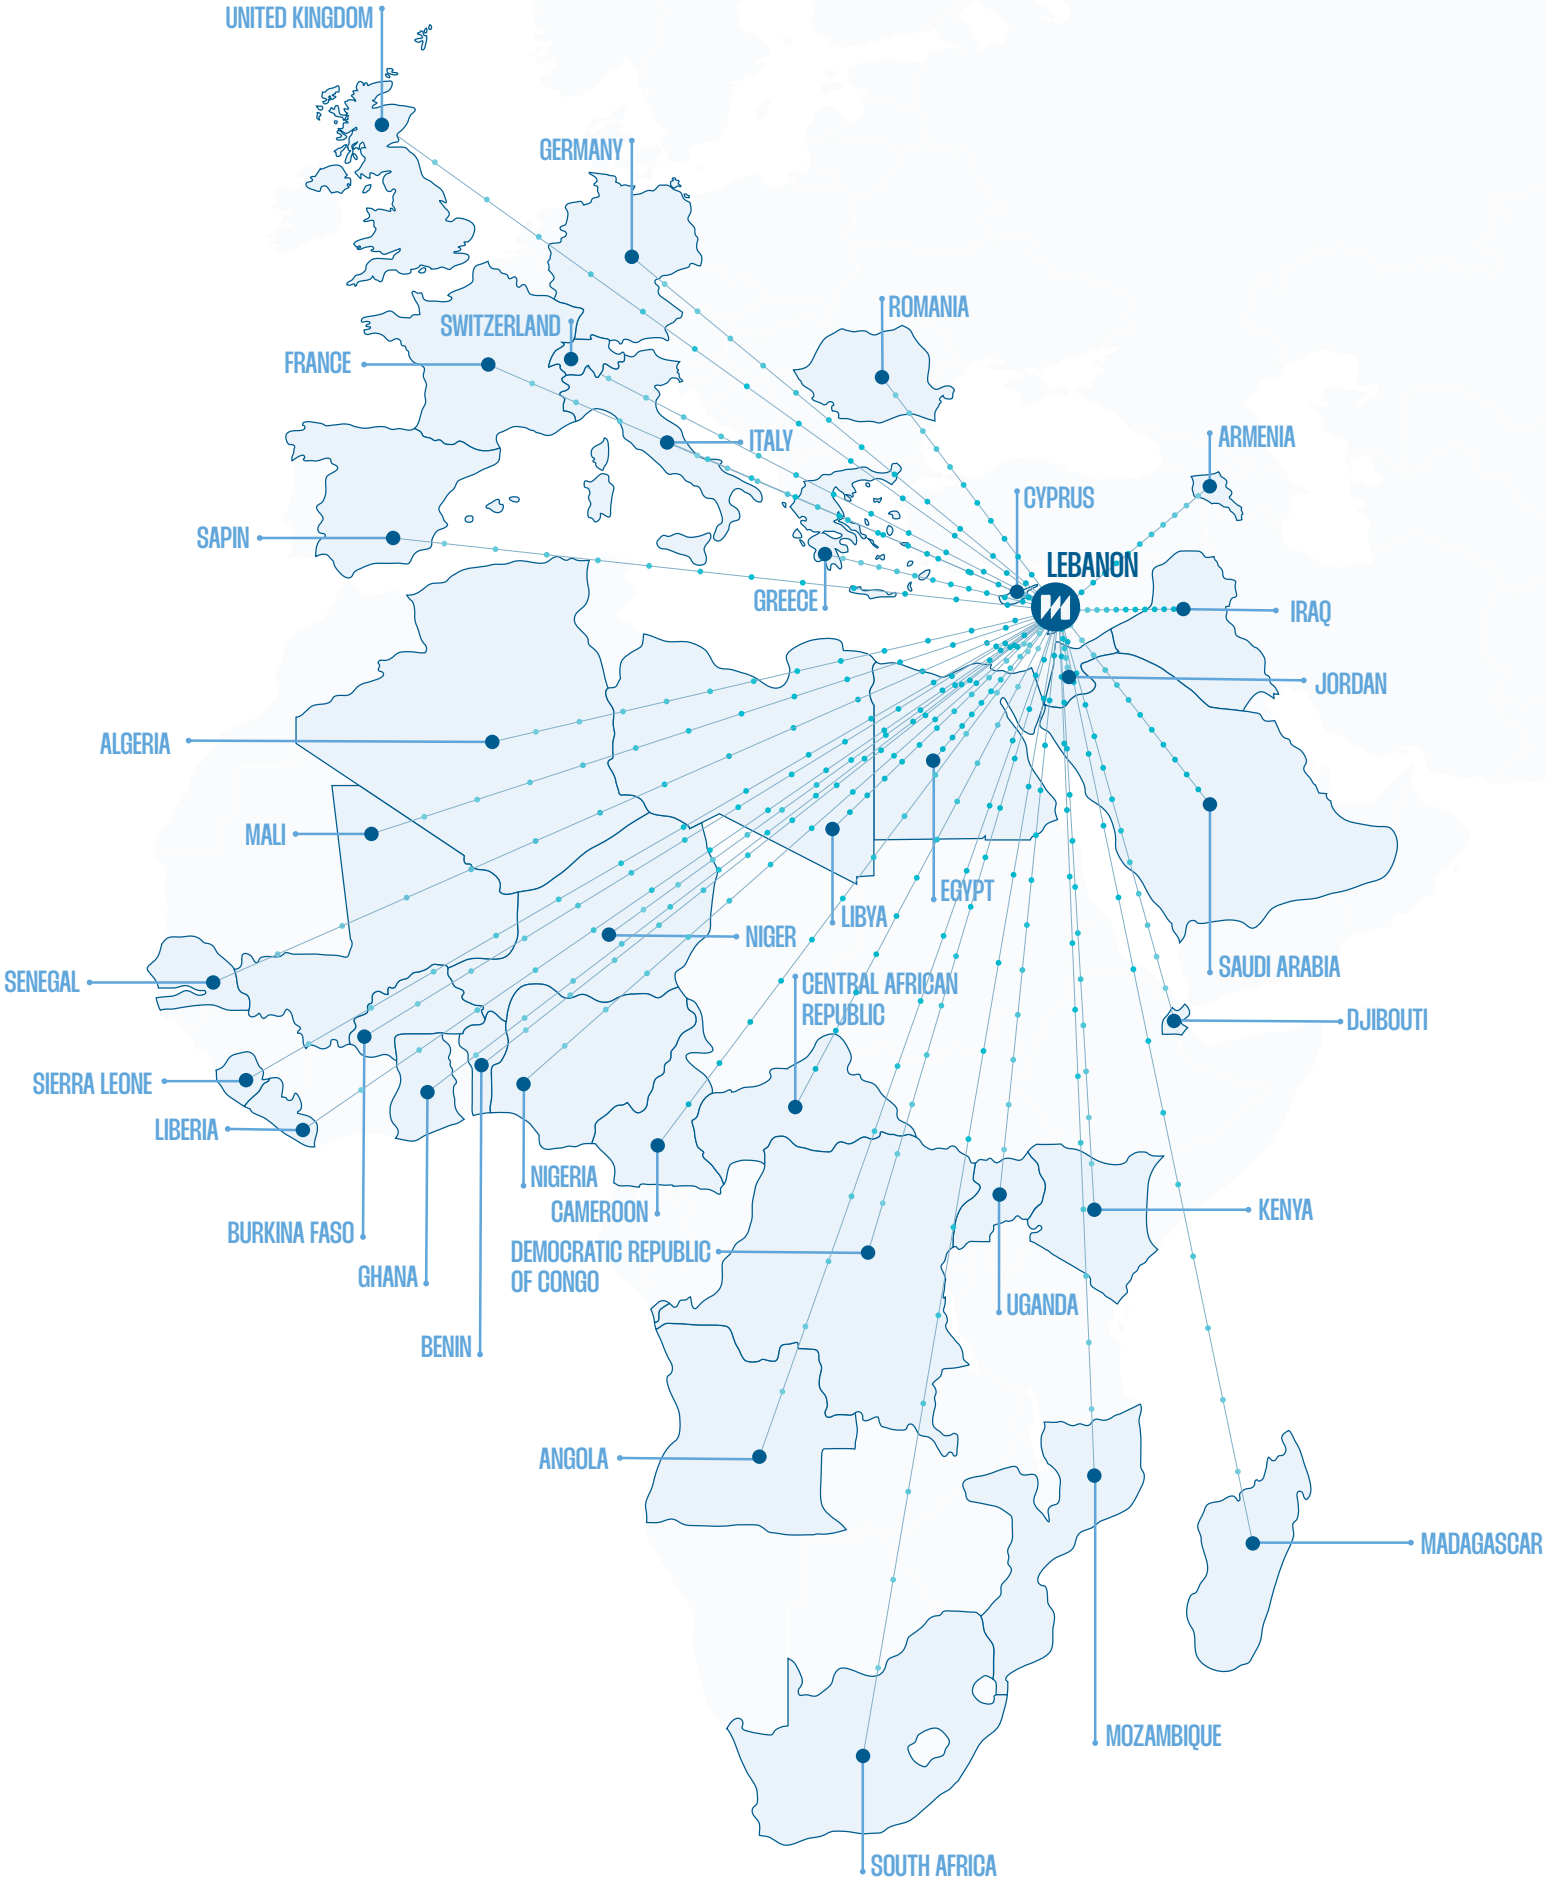 UNITED KINGDOM
GERMANY
ROMANIA
SWITZERLAND
FRANCE
ITALY
ARMENIA
CYPRUS
SAPIN
LEBANON
GREECE
IRAQ
JORDAN
ALGERIA
MALI
EGYPT
LIBYA
NIGER
SAUDI ARABIA
SENEGAL
CENTRAL AFRICAN
REPUBLIC
DJIBOUTI
SIERRA LEONE
LIBERIA
NIGERIA
CAMEROON
KENYA
BURKINA FASO
DEMOCRATIC REPUBLIC
OF CONGO
GHANA
UGANDA
BENIN
ANGOLA
MADAGASCAR
MOZAMBIQUE
SOUTH AFRICA